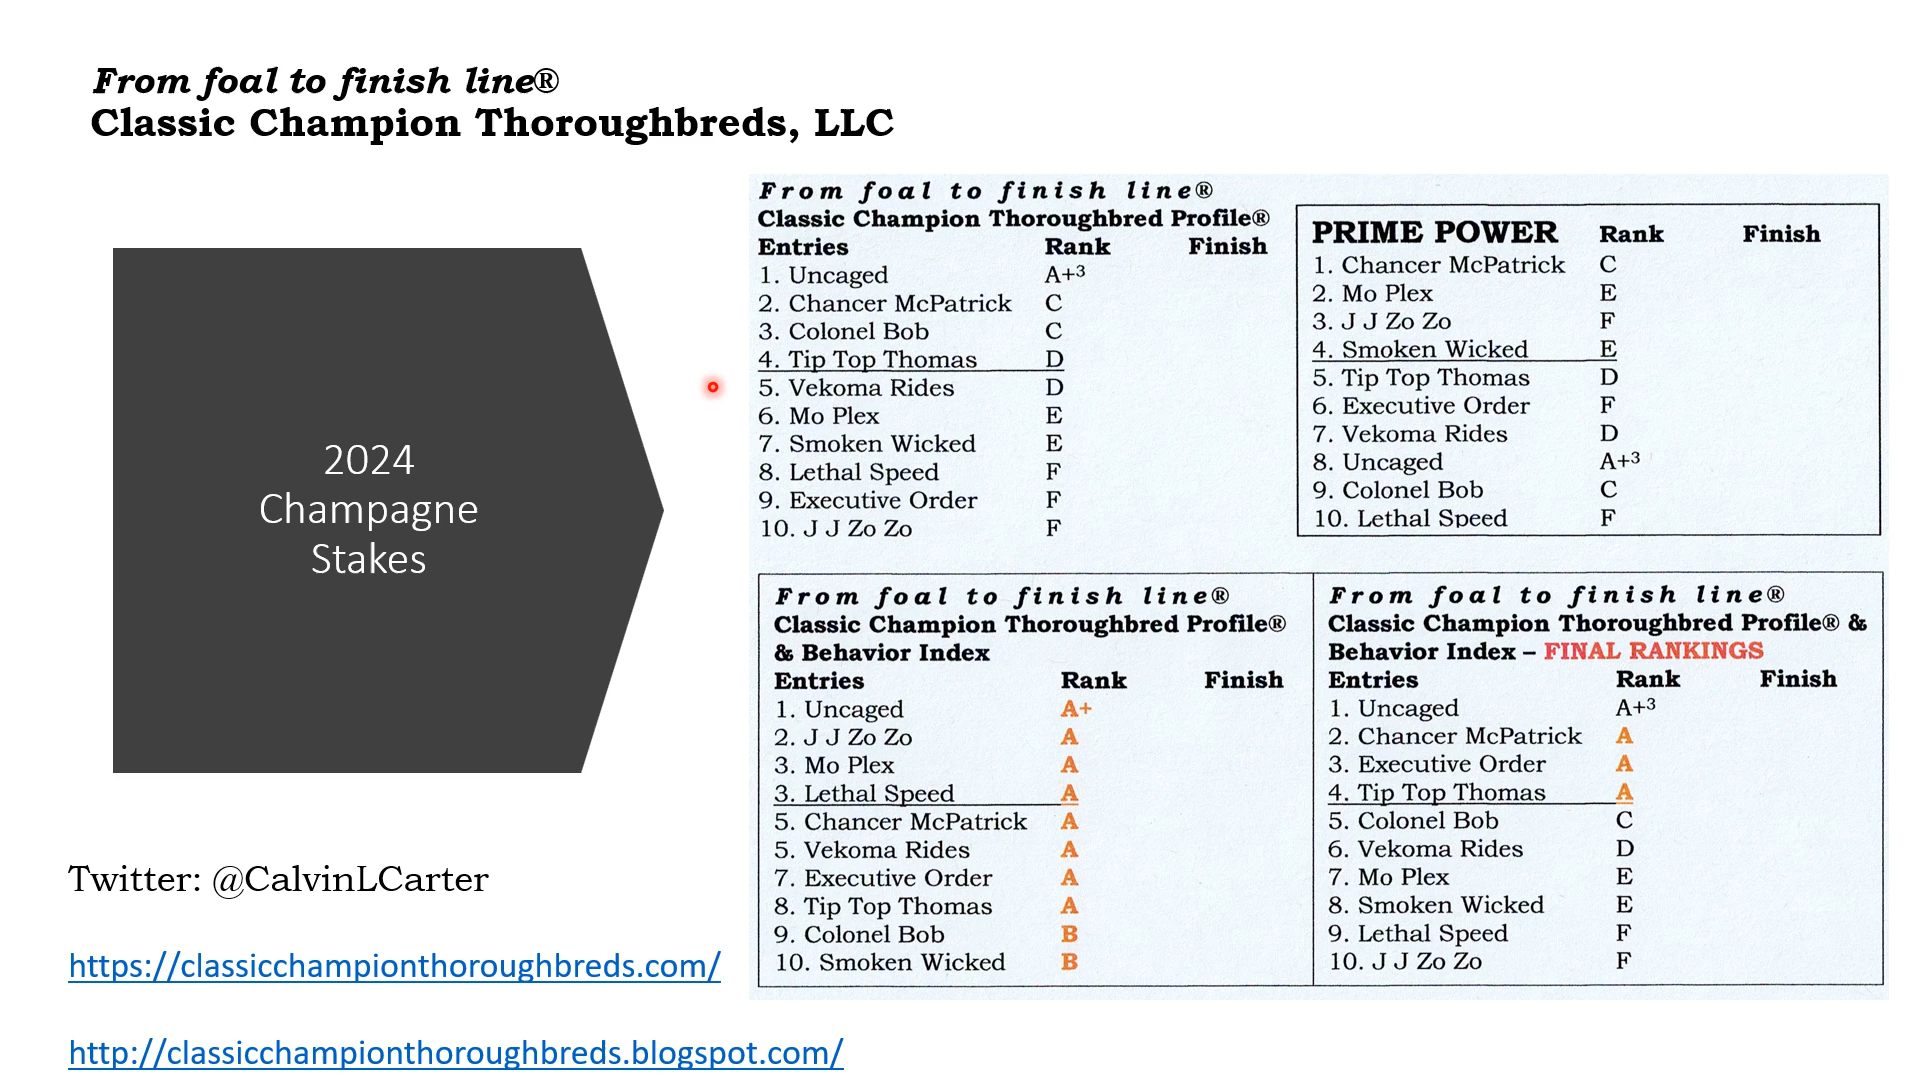 From foal to finish line®
Classic Champion Thoroughbreds, LLC
2024
Champagne
Stakes
Twitter: @CalvinLCarter
https://classicchampionthoroughbreds.com/
http://classicchampionthoroughbreds.blogspot.com/
From foal to finish line®
Classic Champion Thoroughbred Profile®
Entries Rank Finish
1. Uncaged A+³
2. Chancer McPatrick C
3. Colonel Bob C
4. Tip Top Thomas D
5. Vekoma Rides D
6. Mo Plex E
7. Smoken Wicked E
8. Lethal Speed F
9. Executive Order F
10. J J Zo Zo F
PRIME POWER Rank Finish
1. Chancer McPatrick C
2. Mo Plex E
3. J J Zo Zo F
4. Smoken Wicked E
5. Tip Top Thomas D
6. Executive Order F
7. Vekoma Rides D
8. Uncaged A+³
9. Colonel Bob C
10. Lethal Speed F
From foal to finish line®
Classic Champion Thoroughbred Profile®
& Behavior Index
Entries Rank Finish
1. Uncaged A+
2. J J Zo Zo A
3. Mo Plex A
3. Lethal Speed A
5. Chancer McPatrick A
5. Vekoma Rides A
7. Executive Order A
8. Tip Top Thomas A
9. Colonel Bob B
10. Smoken Wicked B
From foal to finish line®
Classic Champion Thoroughbred Profile® &
Behavior Index – FINAL RANKINGS
Entries Rank Finish
1. Uncaged A+³
2. Chancer McPatrick A
3. Executive Order A
4. Tip Top Thomas A
5. Colonel Bob C
6. Vekoma Rides D
7. Mo Plex E
8. Smoken Wicked E
9. Lethal Speed F
10. J J Zo Zo F